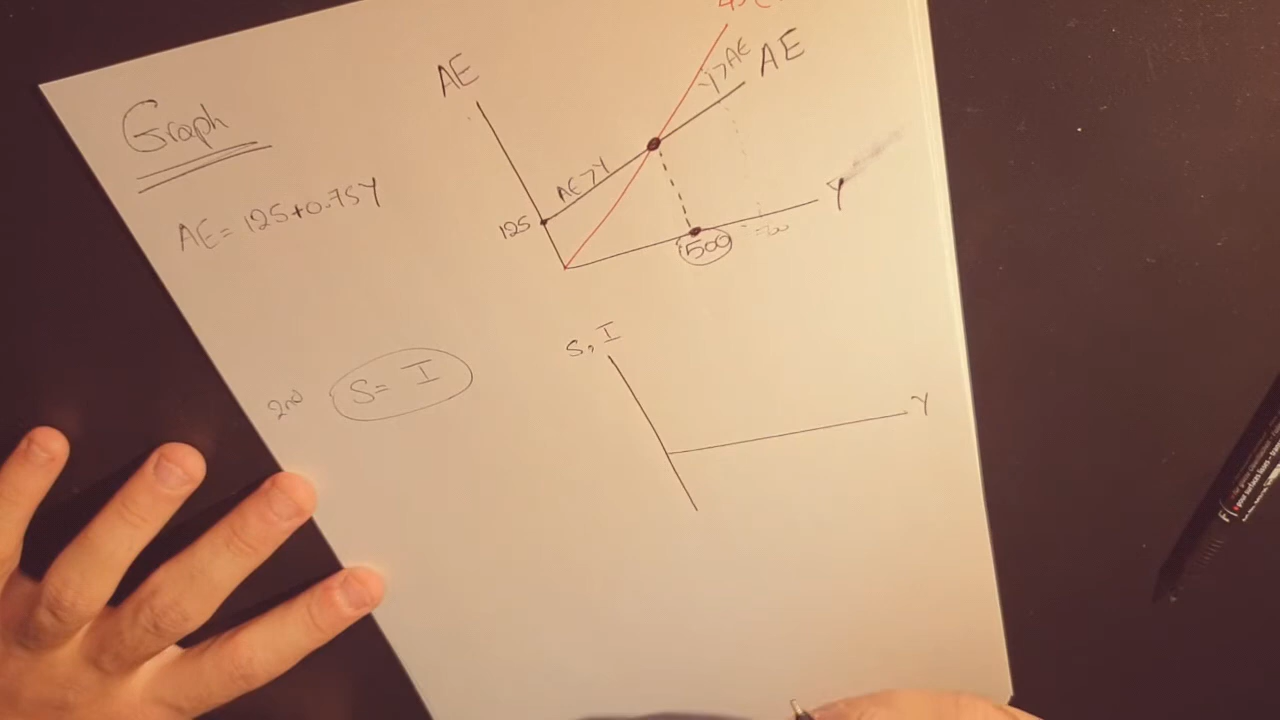 Graph
AE = 125 + 0.75Y
AE
AE
AE > Y
Y > AE
125
500
Y
2nd
S = I
S, I
Y